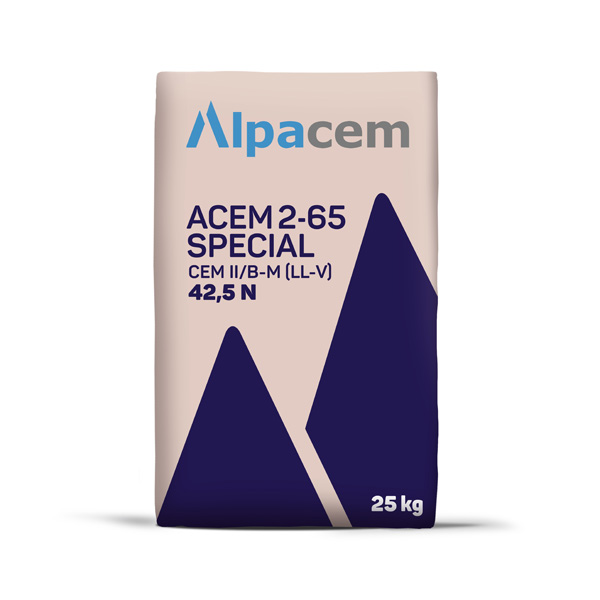 Alpacem
ACEM 2-65
SPECIAL
CEM II/B-M (LL-V)
42,5 N
25 kg